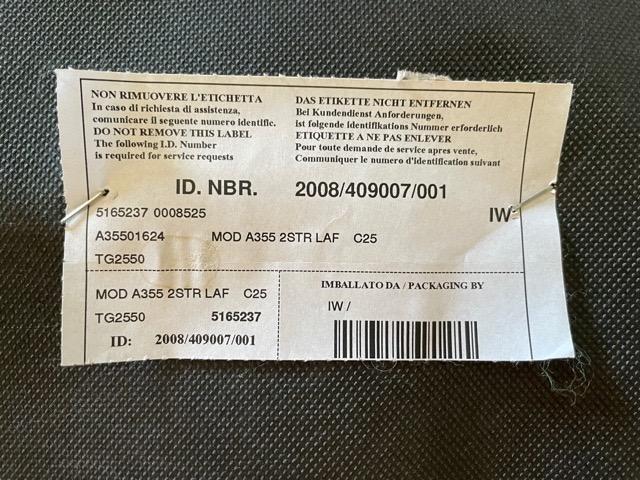 NON RIMUOVERE L'ETICHETTA
In caso di richiesta di assistenza,
comunicare il seguente numero identific.
DO NOT REMOVE THIS LABEL
The following I.D. Number
is required for service requests
DAS ETIKETTE NICHT ENTFERNEN
Bei Kundendienst Anforderungen,
ist folgende Identifikations Nummer erforderlich
ETIQUETTE A NE PAS ENLEVER
Pour toute demande de service apres vente,
Communiquer le numero d'identification suivant
ID. NBR. 2008/409007/001
5165237 0008525 IW
A35501624 MOD A355 2STR LAF C25
TG2550
MOD A355 2STR LAF C25
TG2550 5165237
ID: 2008/409007/001
IMBALLATO DA / PACKAGING BY
IW /